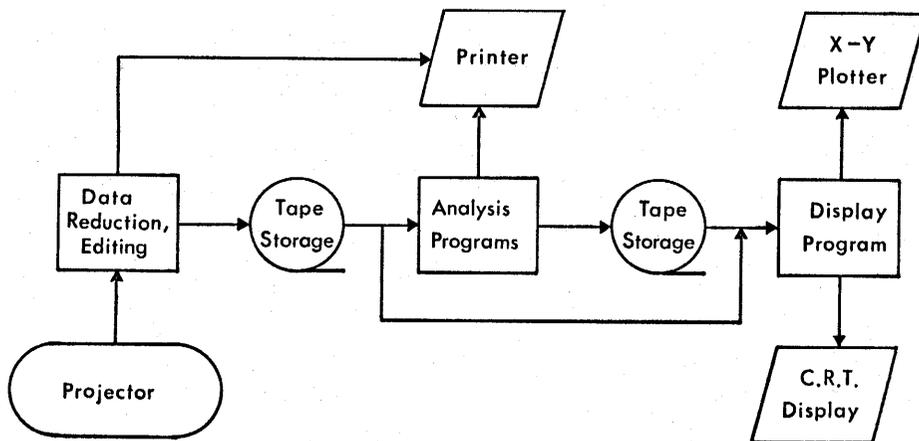 Printer
X-Y
Plotter
Data
Reduction,
Editing
Tape
Storage
Analysis
Programs
Tape
Storage
Display
Program
Projector
C.R.T.
Display